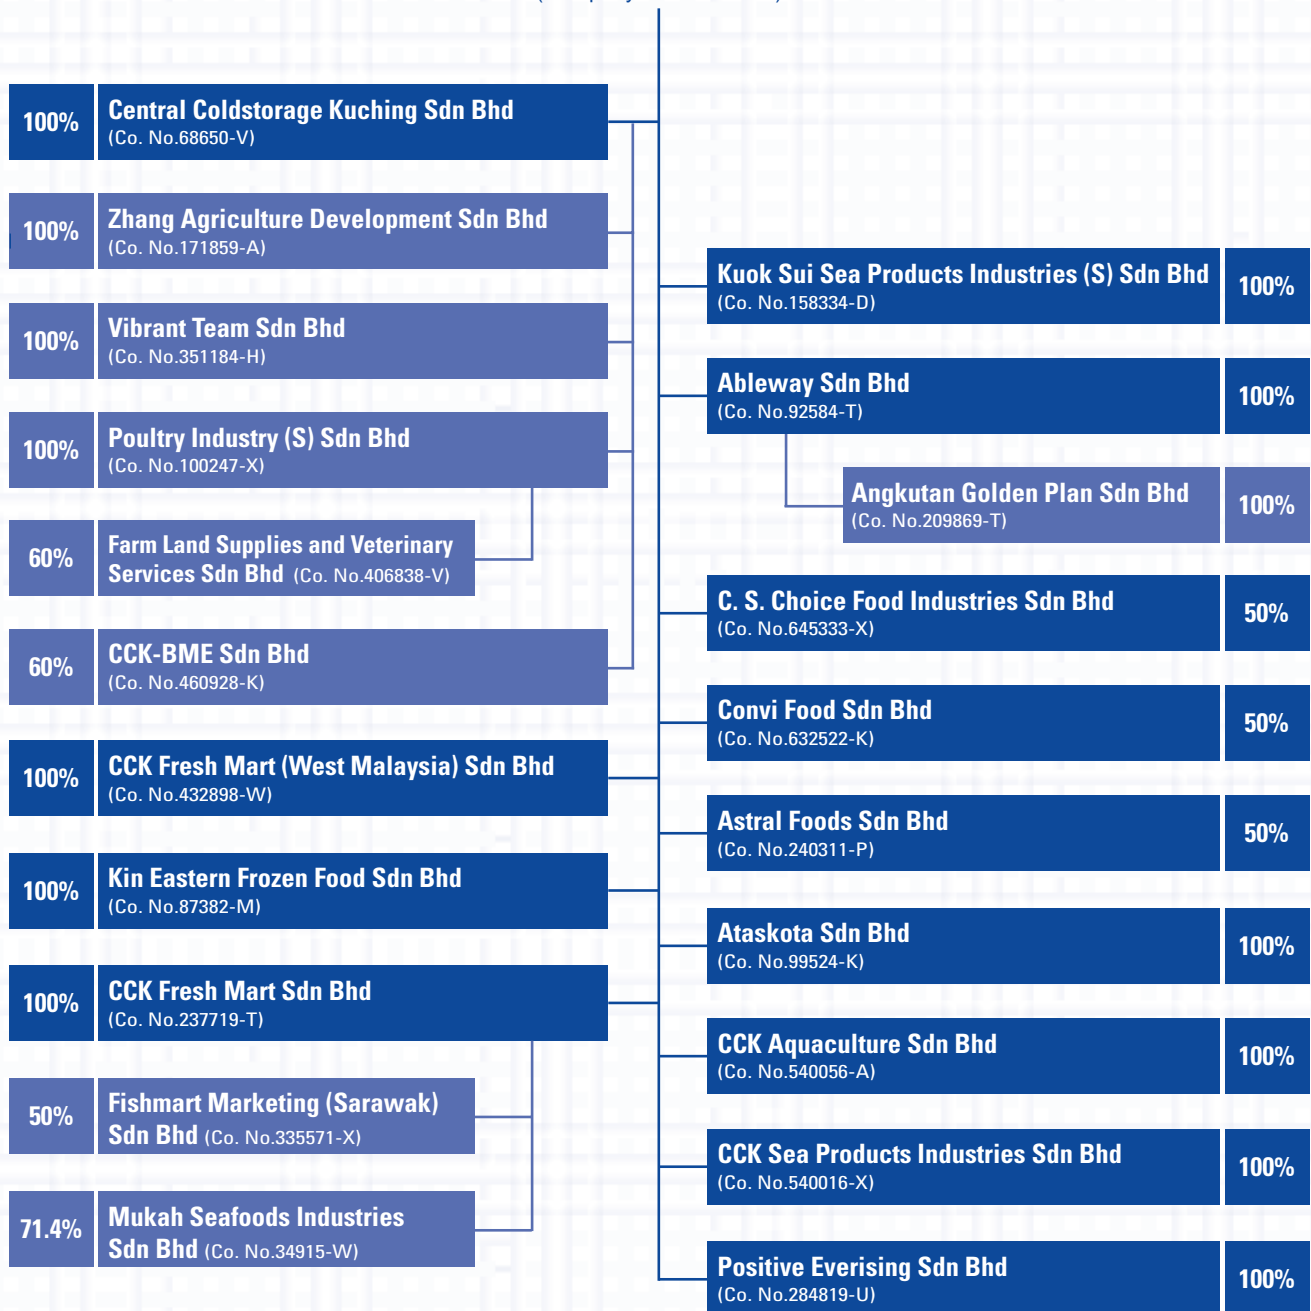 100%
Central Coldstorage Kuching Sdn Bhd
(Co. No.68650-V)
100%
Zhang Agriculture Development Sdn Bhd
(Co. No.171859-A)
100%
Vibrant Team Sdn Bhd
(Co. No.351184-H)
100%
Poultry Industry (S) Sdn Bhd
(Co. No.100247-X)
60%
Farm Land Supplies and Veterinary
Services Sdn Bhd (Co. No.406838-V)
60%
CCK-BME Sdn Bhd
(Co. No.460928-K)
100%
CCK Fresh Mart (West Malaysia) Sdn Bhd
(Co. No.432898-W)
100%
Kin Eastern Frozen Food Sdn Bhd
(Co. No.87382-M)
100%
CCK Fresh Mart Sdn Bhd
(Co. No.237719-T)
50%
Fishmart Marketing (Sarawak)
Sdn Bhd (Co. No.335571-X)
71.4%
Mukah Seafoods Industries
Sdn Bhd (Co. No.34915-W)
Kuok Sui Sea Products Industries (S) Sdn Bhd
(Co. No.158334-D)
100%
Ableway Sdn Bhd
(Co. No.92584-T)
100%
Angkutan Golden Plan Sdn Bhd
(Co. No.209869-T)
100%
C. S. Choice Food Industries Sdn Bhd
(Co. No.645333-X)
50%
Convi Food Sdn Bhd
(Co. No.632522-K)
50%
Astral Foods Sdn Bhd
(Co. No.240311-P)
50%
Ataskota Sdn Bhd
(Co. No.99524-K)
100%
CCK Aquaculture Sdn Bhd
(Co. No.540056-A)
100%
CCK Sea Products Industries Sdn Bhd
(Co. No.540016-X)
100%
Positive Everising Sdn Bhd
(Co. No.284819-U)
100%